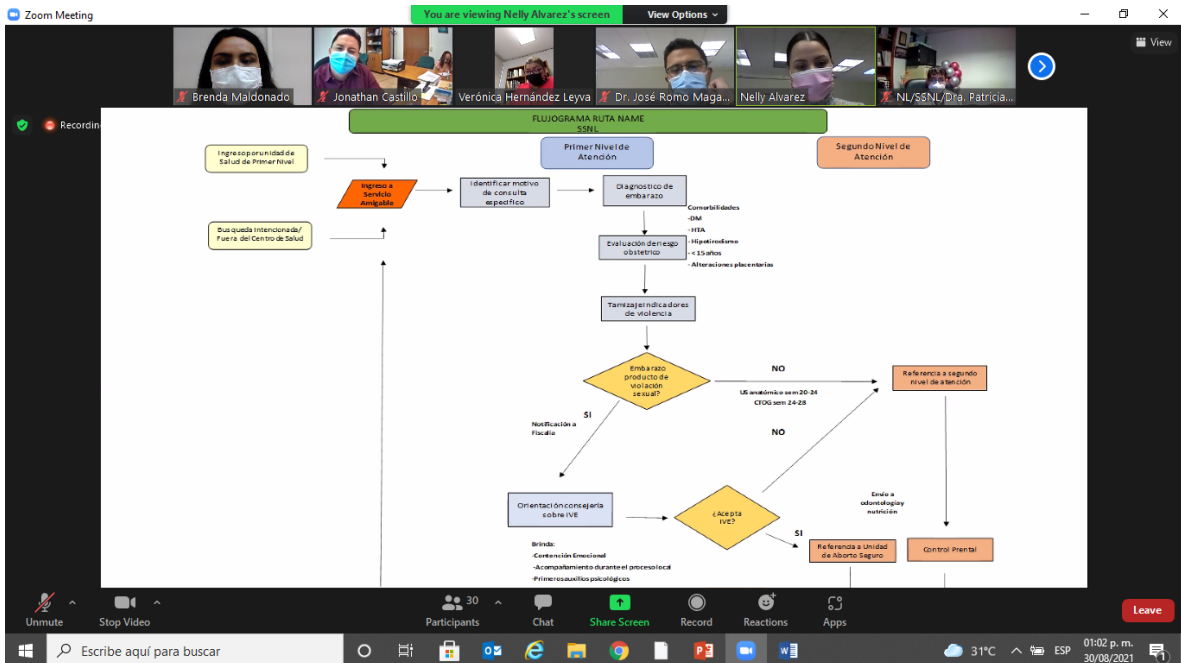 Zoom Meeting
You are viewing Nelly Alvarez's screen
View Options
View
Brenda Maldonado
Jonathan Castillo
Verónica Hernández Leyva
Dr. José Romo Maga...
Nelly Alvarez
NL/SSNL/Dra. Patricia...
Recordin
FLUJOGRAMA RUTA NAME
SSNL
Ingreso por unidad de
Salud de Primer Nivel
Primer Nivel de
Atención
Segundo Nivel de
Atención
Ingreso a
Servicio
Amigable
Identificar motivo
de consulta
especifico
Diagnostico de
embarazo
Busqueda Intencionada/
Fuera del Centro de Salud
Comorbilidades
-DM
- HTA
- Hipotirodismo
- < 15 años
- Alteraciones placentarias
Evaluación de riesgo
obstetrico
Tamizaje indicadores
de violencia
Embarazo
producto de
violación
sexual?
NO
US anatómico sem 20-24
CTOG sem 24-28
Referencia a segundo
nivel de atención
SI
Notificación a
Fiscalia
NO
Orientación consejería
sobre IVE
¿Acepta
IVE?
Envío a
odontología y
nutrición
SI
Referencia a Unidad
de Aborto Seguro
Control Prental
Brinda:
-Contención Emocional
-Acompañamiento durante el proceso local
-Primeros auxilios psicológicos
Unmute
Stop Video
30
Participants
Chat
Share Screen
Record
Reactions
Apps
Leave
Escribe aquí para buscar
31°C
ESP
01:02 p. m.
30/08/2021
1